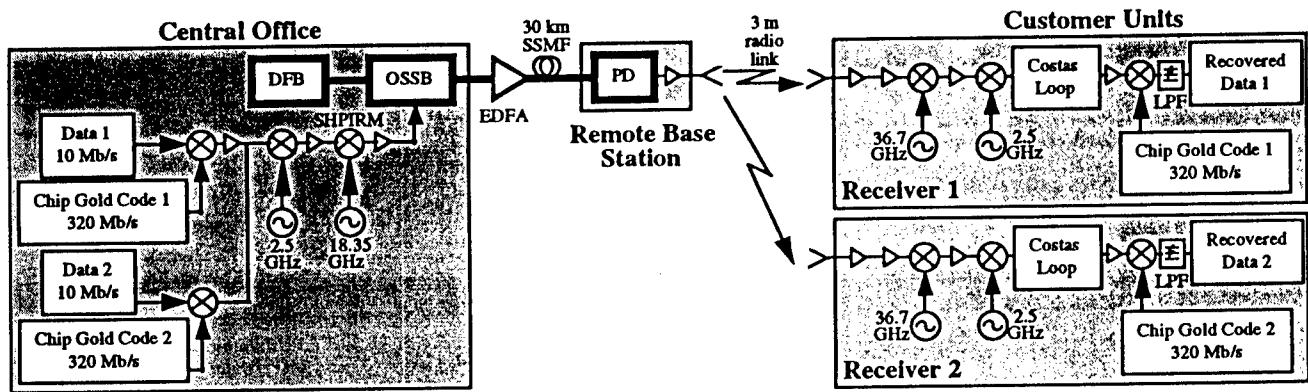 Central Office
DFB
OSSB
SHPIRM
Data 1
10 Mb/s
Chip Gold Code 1
320 Mb/s
2.5
GHz
18.35
GHz
Data 2
10 Mb/s
Chip Gold Code 2
320 Mb/s
EDFA
30 km
SSMF
PD
Remote Base
Station
3 m
radio
link
Customer Units
Costas
Loop
LPF
Recovered
Data 1
36.7
GHz
2.5
GHz
Chip Gold Code 1
320 Mb/s
Receiver 1
Costas
Loop
LPF
Recovered
Data 2
36.7
GHz
2.5
GHz
Chip Gold Code 2
320 Mb/s
Receiver 2